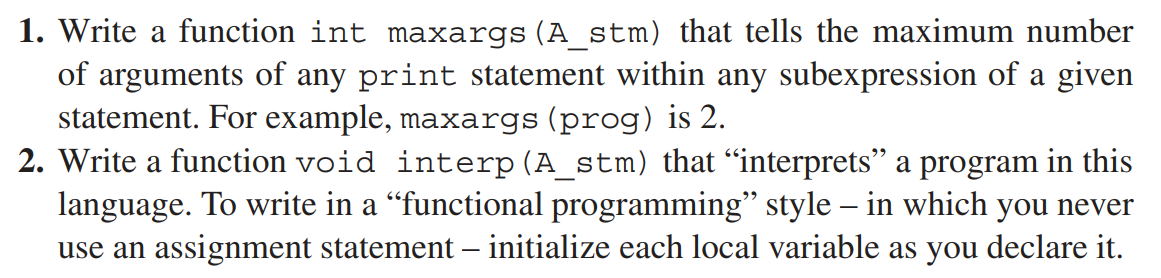 1. Write a function int maxargs(A_stm) that tells the maximum number
of arguments of any print statement within any subexpression of a given
statement. For example, maxargs(prog) is 2.
2. Write a function void interp(A_stm) that “interprets” a program in this
language. To write in a “functional programming” style – in which you never
use an assignment statement – initialize each local variable as you declare it.